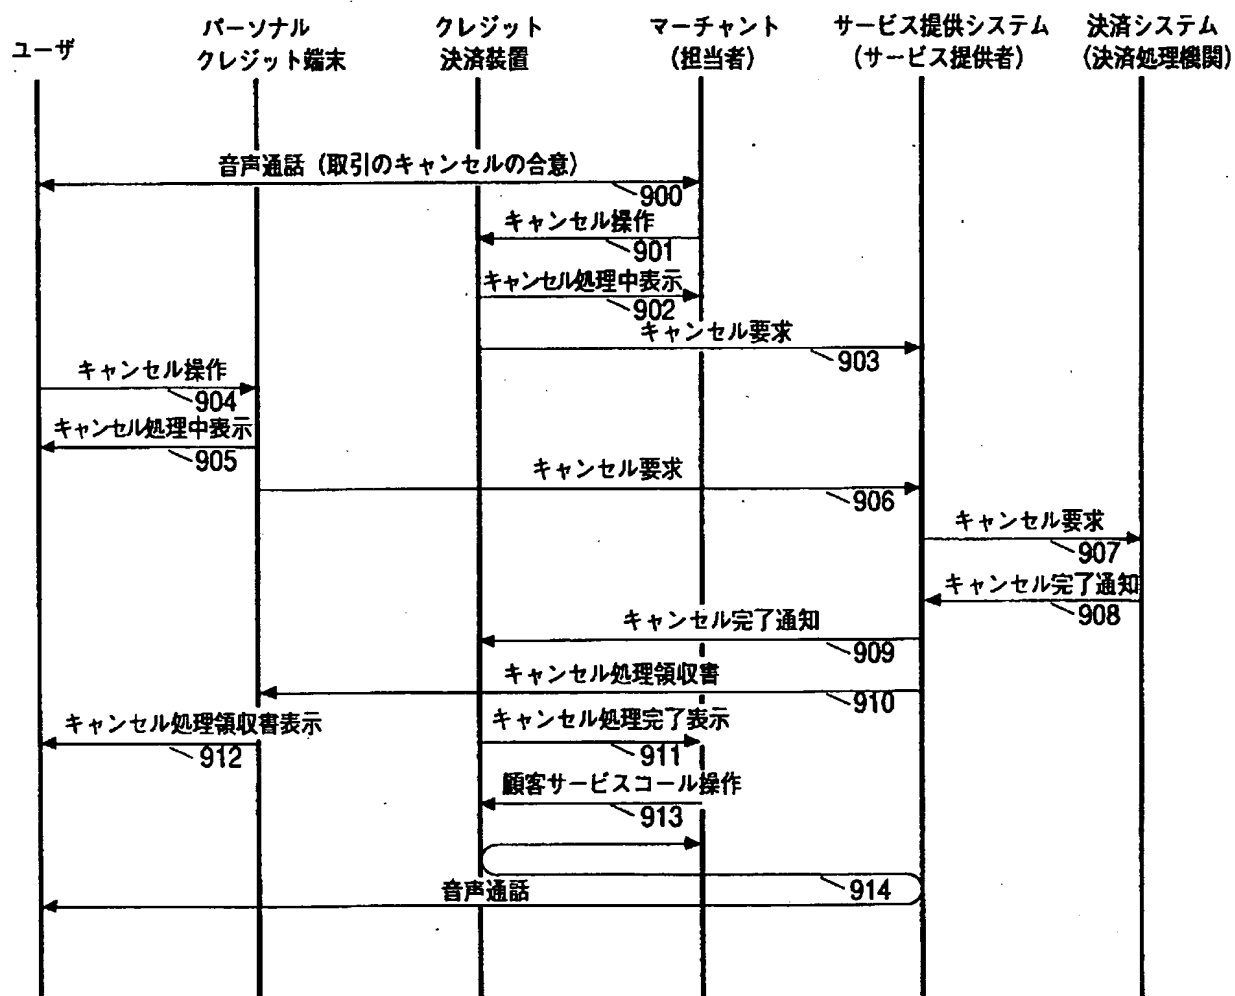 ユーザ
パーソナル
クレジット端末
クレジット
決済装置
マーチャント
(担当者)
サービス提供システム
(サービス提供者)
決済システム
(決済処理機関)
音声通話 (取引のキャンセルの合意)
900
キャンセル操作
901
キャンセル処理中表示
902
キャンセル要求
903
キャンセル操作
904
キャンセル処理中表示
905
キャンセル要求
906
キャンセル要求
907
キャンセル完了通知
908
キャンセル完了通知
909
キャンセル処理領収書
910
キャンセル処理領収書表示
912
キャンセル処理完了表示
911
顧客サービスコール操作
913
音声通話
914